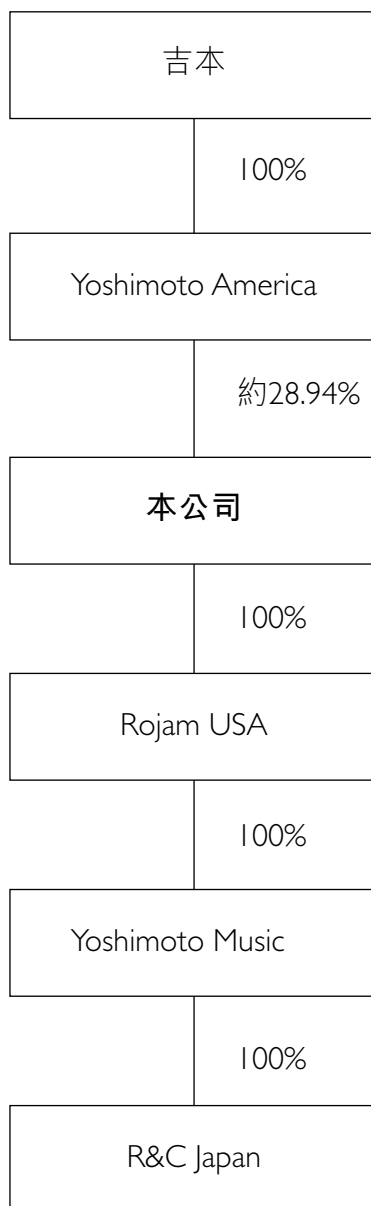 吉本
100%
Yoshimoto America
約28.94%
本公司
100%
Rojam USA
100%
Yoshimoto Music
100%
R&C Japan